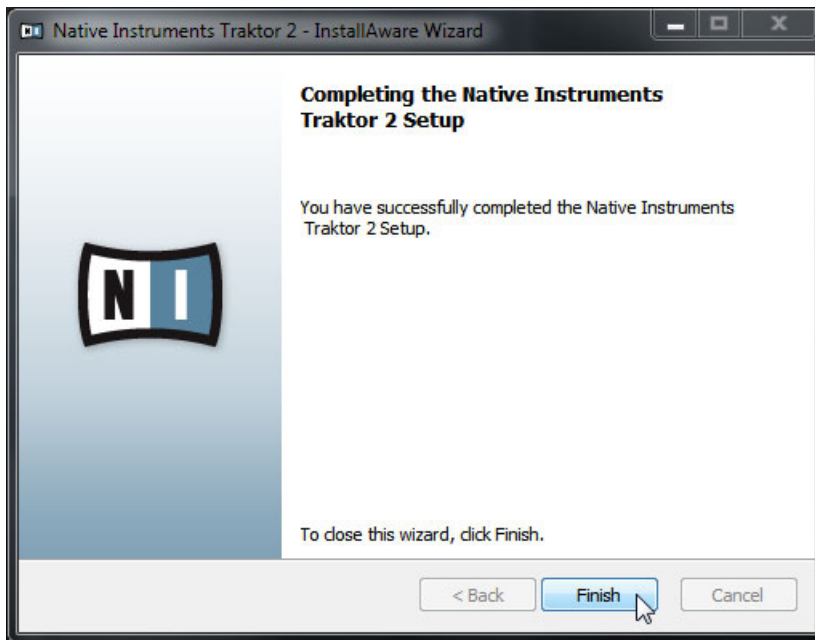 Native Instruments Traktor 2 - InstallAware Wizard
Completing the Native Instruments
Traktor 2 Setup
You have successfully completed the Native Instruments
Traktor 2 Setup.
N I
To close this wizard, click Finish.
< Back Finish Cancel